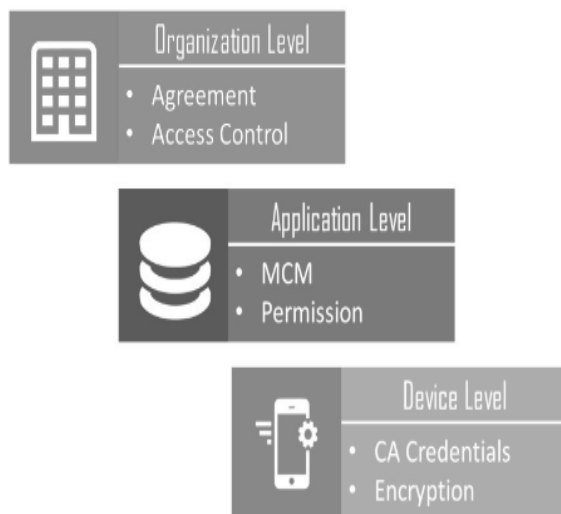 Organization Level
• Agreement
• Access Control
Application Level
• MCM
• Permission
Device Level
• CA Credentials
• Encryption